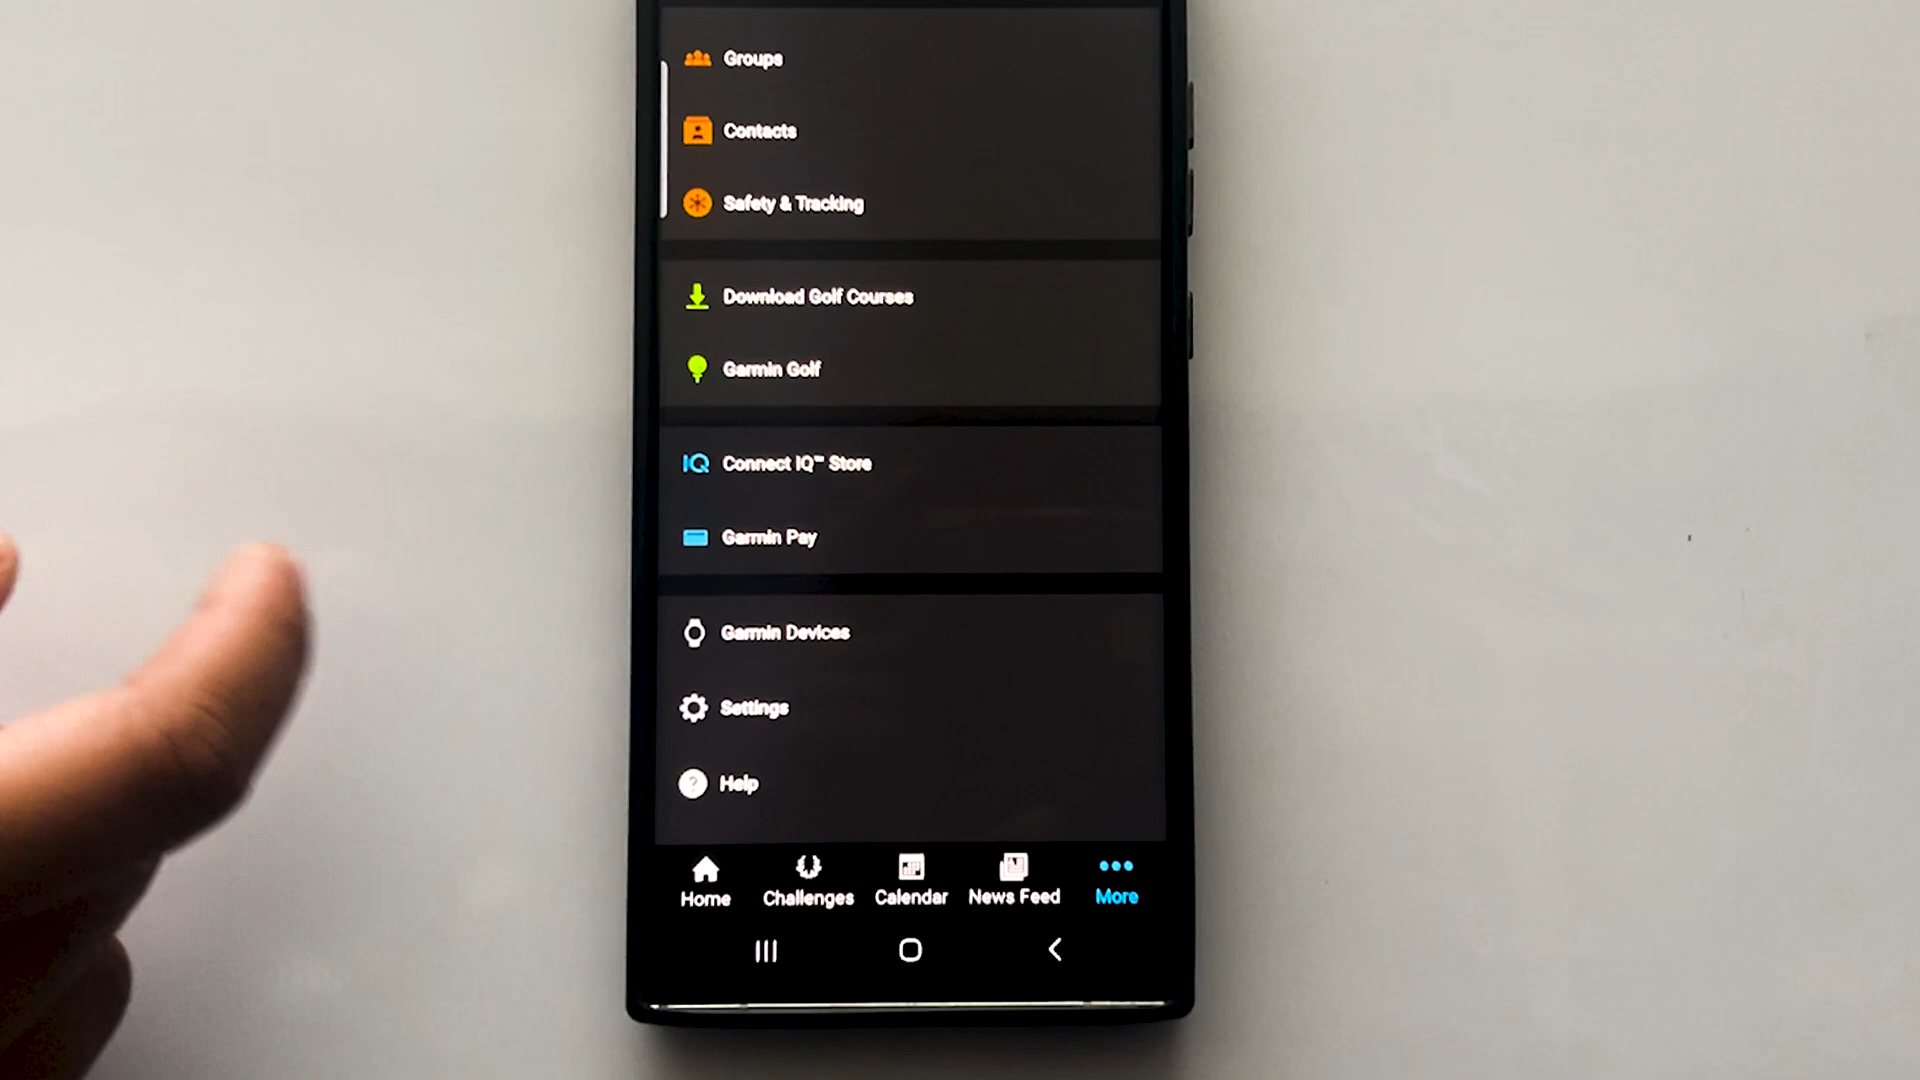 Groups
Contacts
Safety & Tracking
Download Golf Courses
Garmin Golf
IQ Connect IQ™ Store
Garmin Pay
Garmin Devices
Settings
? Help
Home Challenges Calendar News Feed More